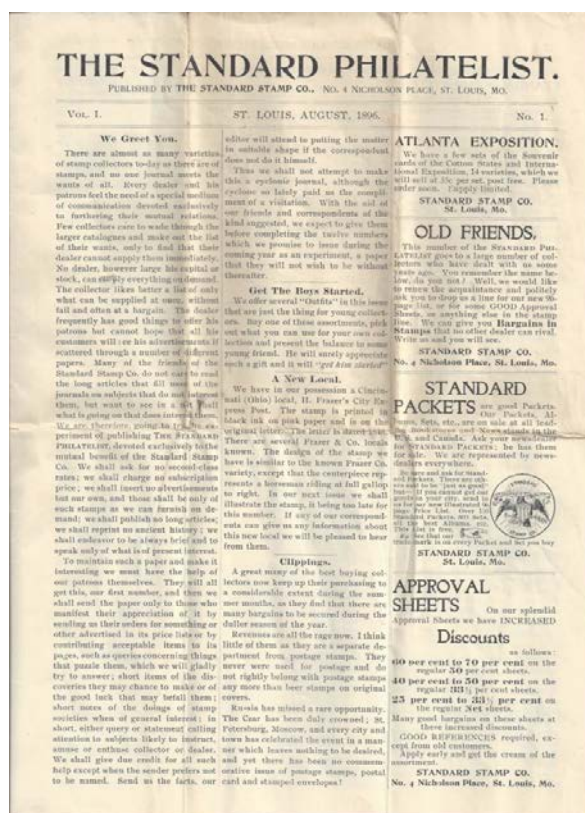 THE STANDARD PHILATELIST.
PUBLISHED BY THE STANDARD STAMP CO., NO. 4 NICHOLSON PLACE, ST. LOUIS, MO.
VOL. I. ST. LOUIS, AUGUST, 1896. No. 1.
We Greet You.
There are almost as many varieties
of stamp collectors to-day as there are of
stamps, and no one journal meets the
wants of all. Every dealer and his
patrons feel the need of a special medium
of communication devoted exclusively
to furthering their mutual relations.
Few collectors care to wade through the
larger catalogues and make out the list
of their wants, only to find that their
dealer cannot supply them immediately.
No dealer, however large his capital or
stock, can supply everything on demand.
The collector likes better a list of only
what can be supplied at once, without
fail and often at a bargain. The dealer
frequently has good things to offer his
patrons but cannot hope that all his
customers will see his advertisements if
scattered through a number of different
papers. Many of the friends of the
Standard Stamp Co. do not care to read
the long articles that fill most of the
journals on subjects that do not interest
them, but want to see in a
what is going on that does interest them.
We are, therefore, going to try the ex-
periment of publishing THE STANDARD
PHILATELIST, devoted exclusively to the
mutual benefit of the Standard Stamp
Co. We shall ask for no second-class
rates; we shall charge no subscription
price; we shall insert no advertisements
but our own, and those shall be only of
such stamps as we can furnish on de-
mand; we shall publish no long articles;
we shall reprint no ancient history; we
shall endeavor to be always brief and to
speak only of what is of present interest.
To maintain such a paper and make it
interesting we must have the help of
our patrons themselves. They will all
get this, our first number, and then we
shall send the paper only to those who
manifest their appreciation of it by
sending us their orders for something or
other advertised in its price lists or by
contributing acceptable items to its
pages, such as queries concerning things
that puzzle them, which we will gladly
try to answer; short items of the dis-
coveries they may chance to make or of
the good luck that may befall them;
short notes of the doings of stamp
societies when of general interest; in
short, either query or statement calling
attention to subjects likely to instruct,
amuse or enthuse collector or dealer.
We shall give due credit for all such
help except when the sender prefers not
to be named. Send us the facts, our
editor will attend to putting the matter
in suitable shape if the correspondent
does not do it himself.
Thus we shall not attempt to make
this a cyclonic journal, although the
cyclone so lately paid us the compli-
ment of a visitation. With the aid of
our friends and correspondents of the
kind suggested, we expect to give them
before completing the twelve numbers
which we promise to issue during the
coming year as an experiment, a paper
that they will not wish to be without
thereafter.
Get The Boys Started.
We offer several "Outfits" in this issue
that are just the thing for young collect-
ors. Buy one of these assortments, pick
out what you can use for your own col-
lection and present the balance to some
young friend. He will surely appreciate
such a gift and it will "get him started"
A New Local.
We have in our possession a Cincin-
nati (Ohio) local, H. Frazer's City Ex-
press Post. The stamp is printed in
black ink on pink paper and is on the
original letter. The letter is dated
There are several Frazer & Co. locals
known. The design of the stamp we
have is similar to the known Frazer Co.
variety, except that the centerpiece rep-
resents a horseman riding at full gallop
to right. In our next issue we shall
illustrate the stamp, it being too late for
this number. If any of our correspond-
ents can give us any information about
this new local we will be pleased to hear
from them.
Clippings.
A great many of the best buying col-
lectors now keep up their purchasing to
a considerable extent during the sum-
mer months, as they find that there are
many bargains to be secured during the
duller season of the year.
Revenues are all the rage now. I think
little of them as they are a separate de-
partment from postage stamps. They
never were used for postage and do
not rightly belong with postage stamps
any more than beer stamps on original
covers.
Russia has missed a rare opportunity.
The Czar has been duly crowned; St.
Petersburg, Moscow, and every city and
town has celebrated the event in a man-
ner which leaves nothing to be desired,
and yet there has been no commem-
orative issue of postage stamps, postal
card and stamped envelopes!
ATLANTA EXPOSITION.
We have a few sets of the Souvenir
cards of the Cotton States and Interna-
tional Exposition, 14 varieties, which we
will sell at per set, post free. Please
order soon. Supply limited.
STANDARD STAMP CO.
St. Louis, Mo.
OLD FRIENDS,
This number of the STANDARD PHI-
LATELIST goes to a large number of col-
lectors who have dealt with us some
years ago. You remember the name be-
low, do you not? Well, we would like
to renew the acquaintance and politely
ask you to drop us a line for our new
page list, or for some GOOD Approval
Sheets, or anything else in the stamp
line. We can give you Bargains in
Stamps that no other dealer can rival.
Write us and you will see.
STANDARD STAMP CO.
No. 4 Nicholson Place, St. Louis, Mo.
STANDARD
PACKETS are good Packets.
Our Packets, Al-
bums, Sets, etc., are on sale at all lead-
ing and News stands in the
U.S. and Canada. Ask your newsdealer
for STANDARD PACKETS; he has them
for sale. We are represented by news-
dealers everywhere.
STANDARD STAMP CO.
St. Louis, Mo.
APPROVAL
SHEETS On our splendid
Approval Sheets we have INCREASED
Discounts
as follows:
60 per cent to 70 per cent on the
regular 50 per cent sheets.
40 per cent to 50 per cent on the
regular 33⅓ per cent sheets.
25 per cent to 33⅓ per cent on
the regular Net sheets.
Many good bargains on these sheets at
these increased discounts.
GOOD REFERENCES required, ex-
cept from old customers.
Apply early and get the cream of the
assortment.
STANDARD STAMP CO.
No. 4 Nicholson Place, St. Louis, Mo.